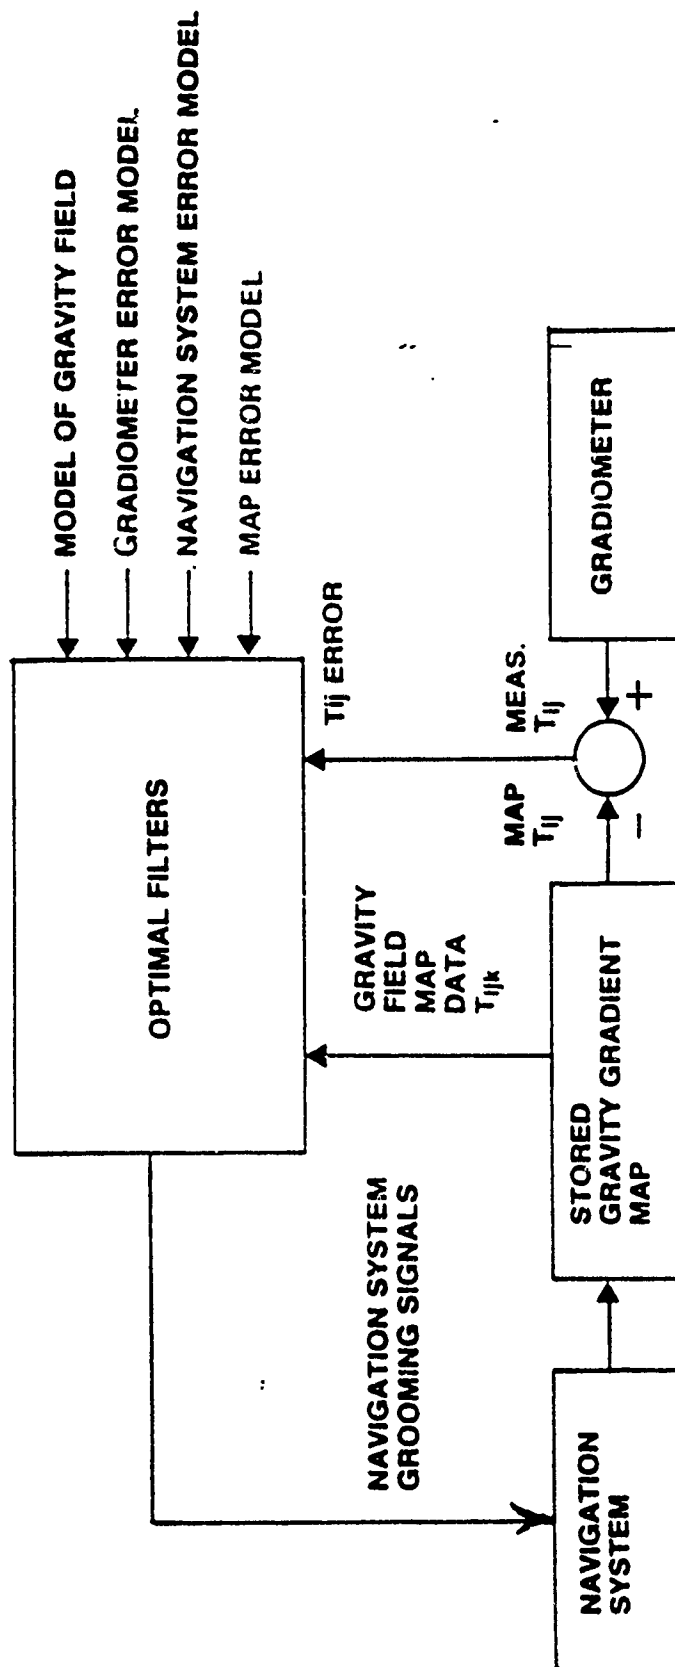 MODEL OF GRAVITY FIELD
GRADIOMETER ERROR MODEL
NAVIGATION SYSTEM ERROR MODEL
MAP ERROR MODEL
OPTIMAL FILTERS
Tij ERROR
GRAVITY
FIELD
MAP
DATA
Tijk
NAVIGATION SYSTEM
GROOMING SIGNALS
MAP
Tij
MEAS.
Tij
−
+
NAVIGATION
SYSTEM
STORED
GRAVITY GRADIENT
MAP
GRADIOMETER